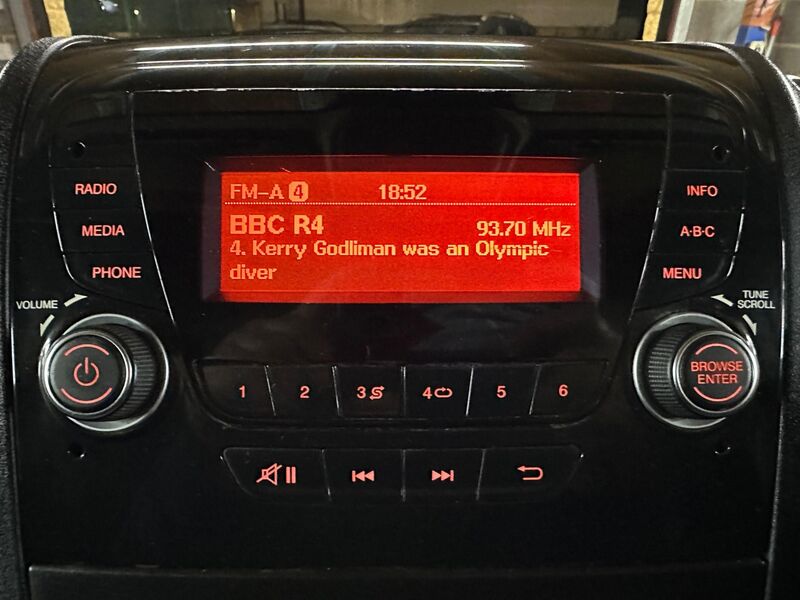 RADIO
MEDIA
PHONE
VOLUME
FM-A 4 18:52
BBC R4 93.70 MHz
4. Kerry Godliman was an Olympic
diver
INFO
A·B·C
MENU
TUNE
SCROLL
BROWSE
ENTER
1 2 3 4 5 6